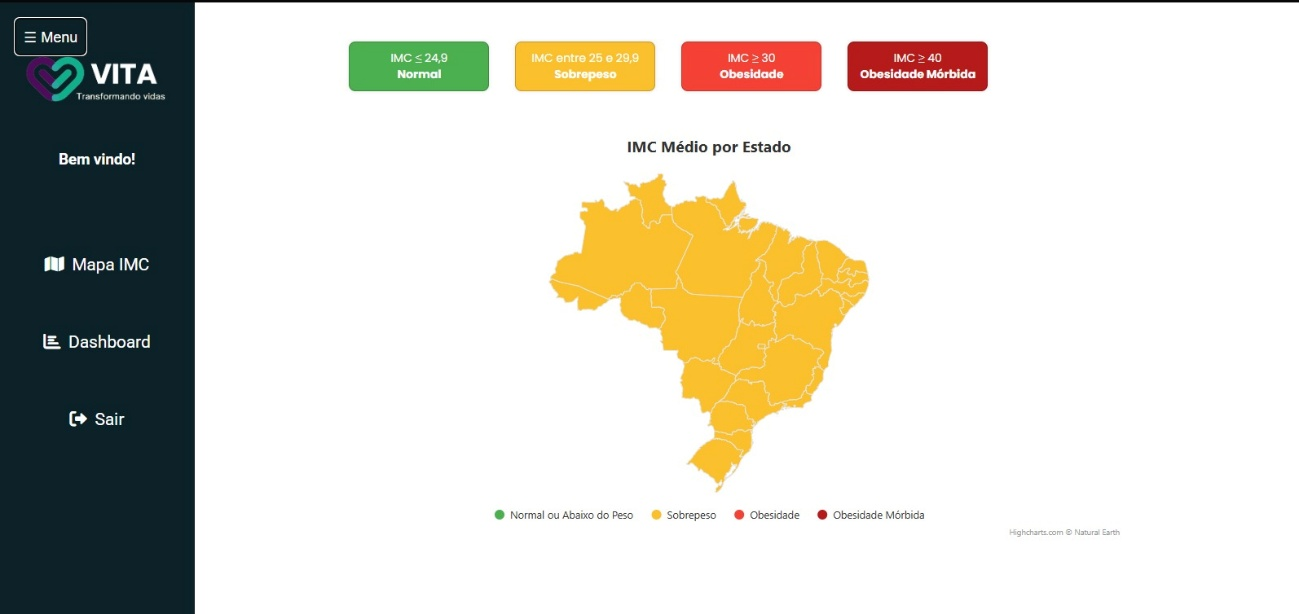 ☰ Menu
VITA
Transformando vidas
Bem vindo!
Mapa IMC
Dashboard
Sair
IMC ≤ 24,9
Normal
IMC entre 25 e 29,9
Sobrepeso
IMC ≥ 30
Obesidade
IMC ≥ 40
Obesidade Mórbida
IMC Médio por Estado
Normal ou Abaixo do Peso Sobrepeso Obesidade Obesidade Mórbida
Highcharts.com © Natural Earth